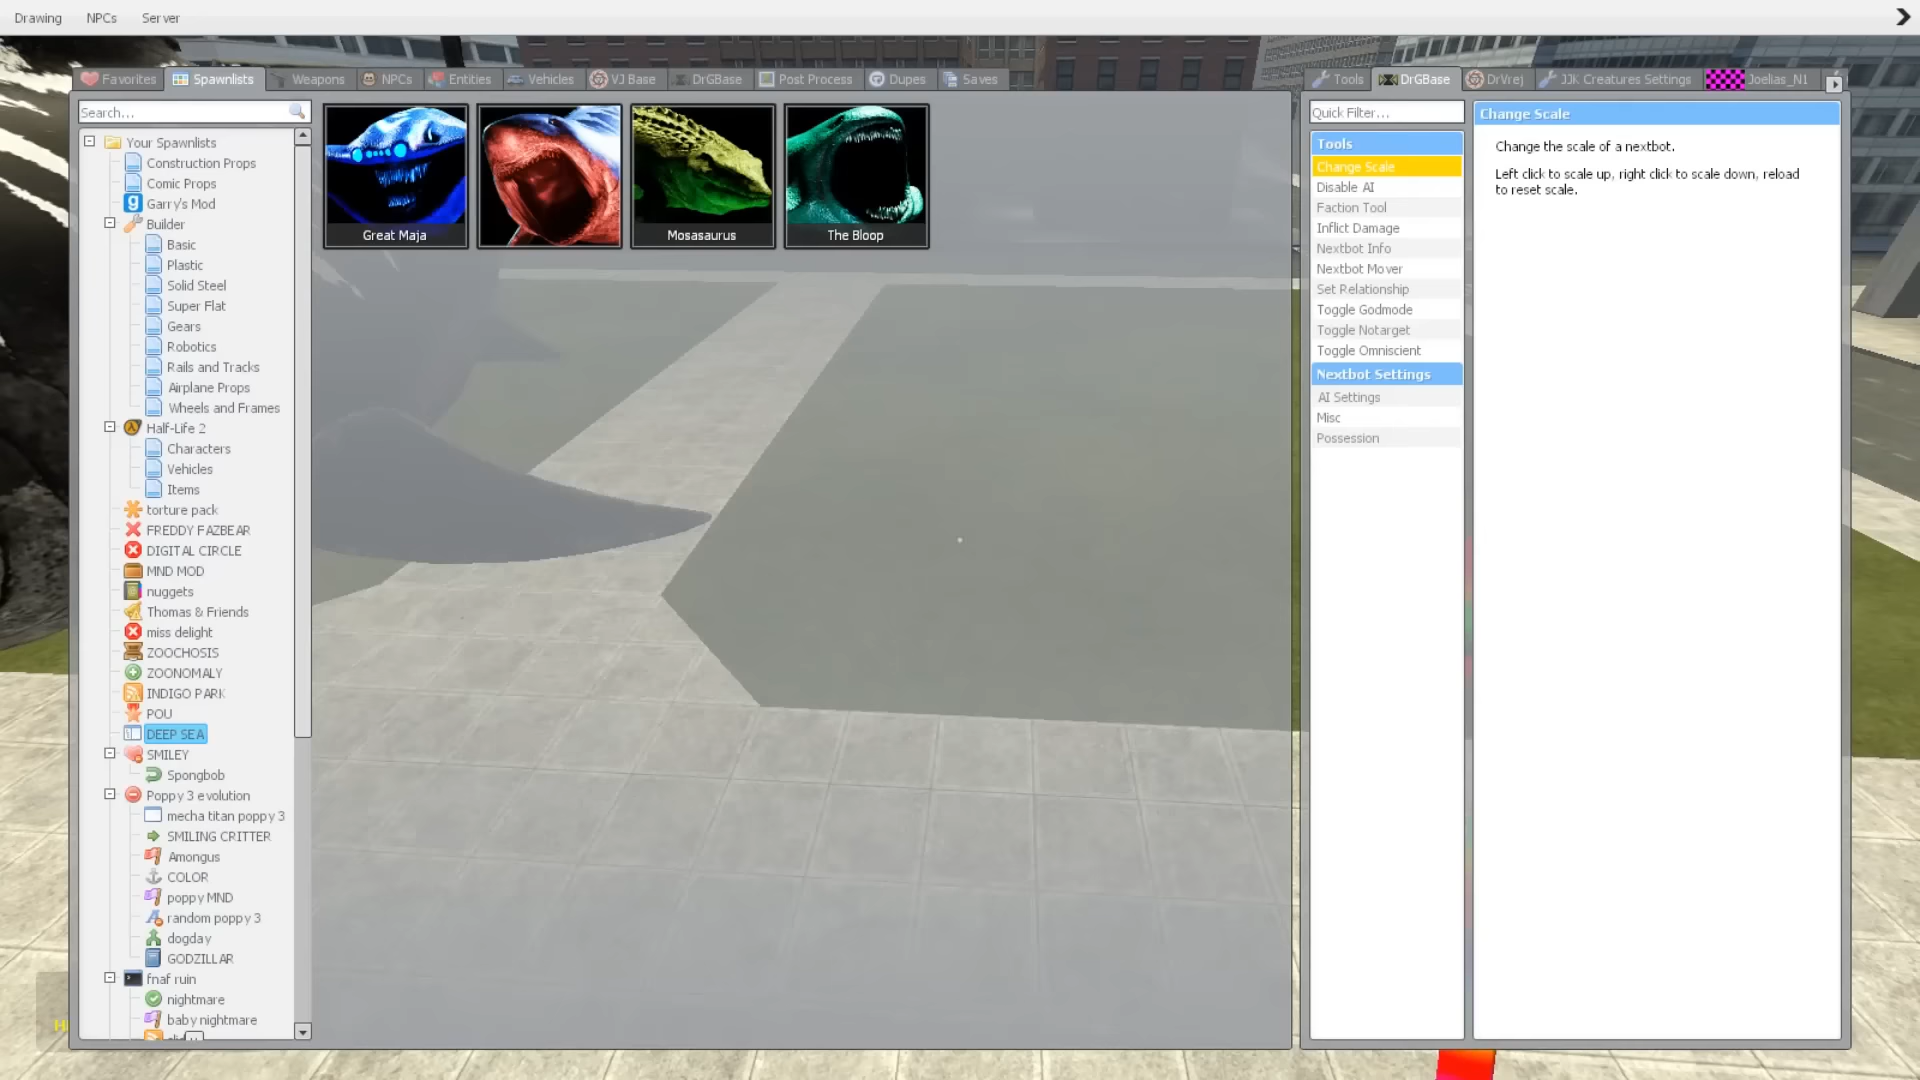 Drawing NPCs Server
Favorites Spawnlists Weapons NPCs Entities Vehicles VJ Base DrGBase Post Process Dupes Saves
Search...
Your Spawnlists
Construction Props
Comic Props
Garry's Mod
Builder
Basic
Plastic
Solid Steel
Super Flat
Gears
Robotics
Rails and Tracks
Airplane Props
Wheels and Frames
Half-Life 2
Characters
Vehicles
Items
torture pack
FREDDY FAZBEAR
DIGITAL CIRCLE
MND MOD
nuggets
Thomas & Friends
miss delight
ZOOCHOSIS
ZOONOMALY
INDIGO PARK
POU
DEEP SEA
SMILEY
Spongbob
Poppy 3 evolution
mecha titan poppy 3
SMILING CRITTER
Amongus
COLOR
poppy MND
random poppy 3
dogday
GODZILLAR
fnaf ruin
nightmare
baby nightmare
Great Maja
Mosasaurus
The Bloop
Tools DrGBase DrVrej JJK Creatures Settings Joelias_N1
Quick Filter...
Tools
Change Scale
Disable AI
Faction Tool
Inflict Damage
Nextbot Info
Nextbot Mover
Set Relationship
Toggle Godmode
Toggle Notarget
Toggle Omniscient
Nextbot Settings
AI Settings
Misc
Possession
Change Scale
Change the scale of a nextbot.
Left click to scale up, right click to scale down, reload
to reset scale.